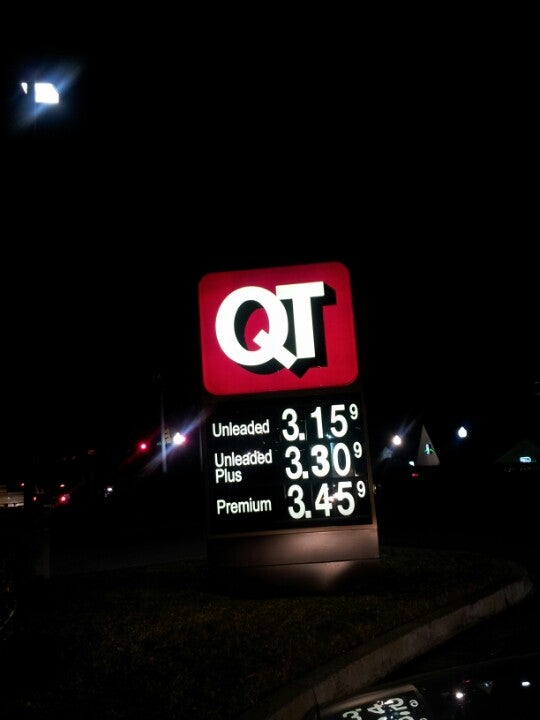 QT
Unleaded 3.15 9
Unleaded Plus 3.30 9
Premium 3.45 9